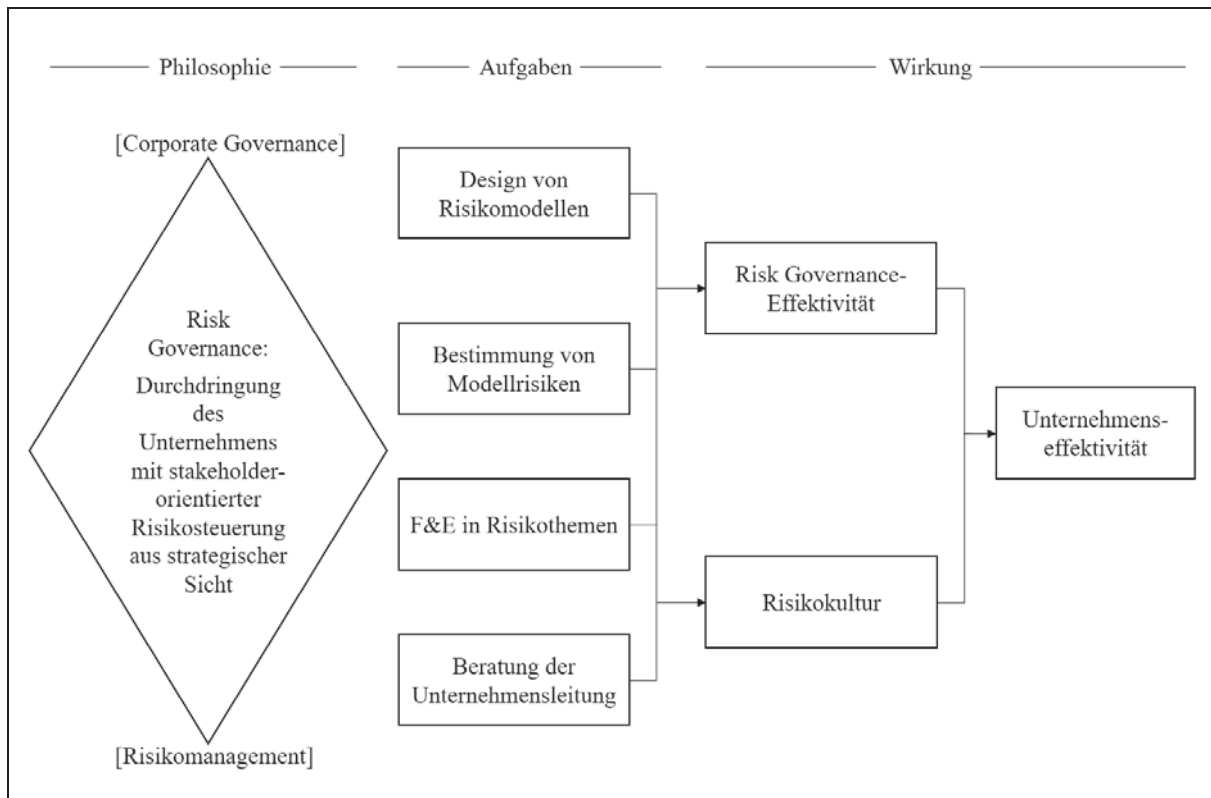 Philosophie
Aufgaben
Wirkung
[Corporate Governance]
Risk
Governance:
Durchdringung
des
Unternehmens
mit stakeholder-
orientierter
Risikosteuerung
aus strategischer
Sicht
[Risikomanagement]
Design von
Risikomodellen
Bestimmung von
Modellrisiken
F&E in Risikothemen
Beratung der
Unternehmensleitung
Risk Governance-
Effektivität
Risikokultur
Unternehmens-
effektivität